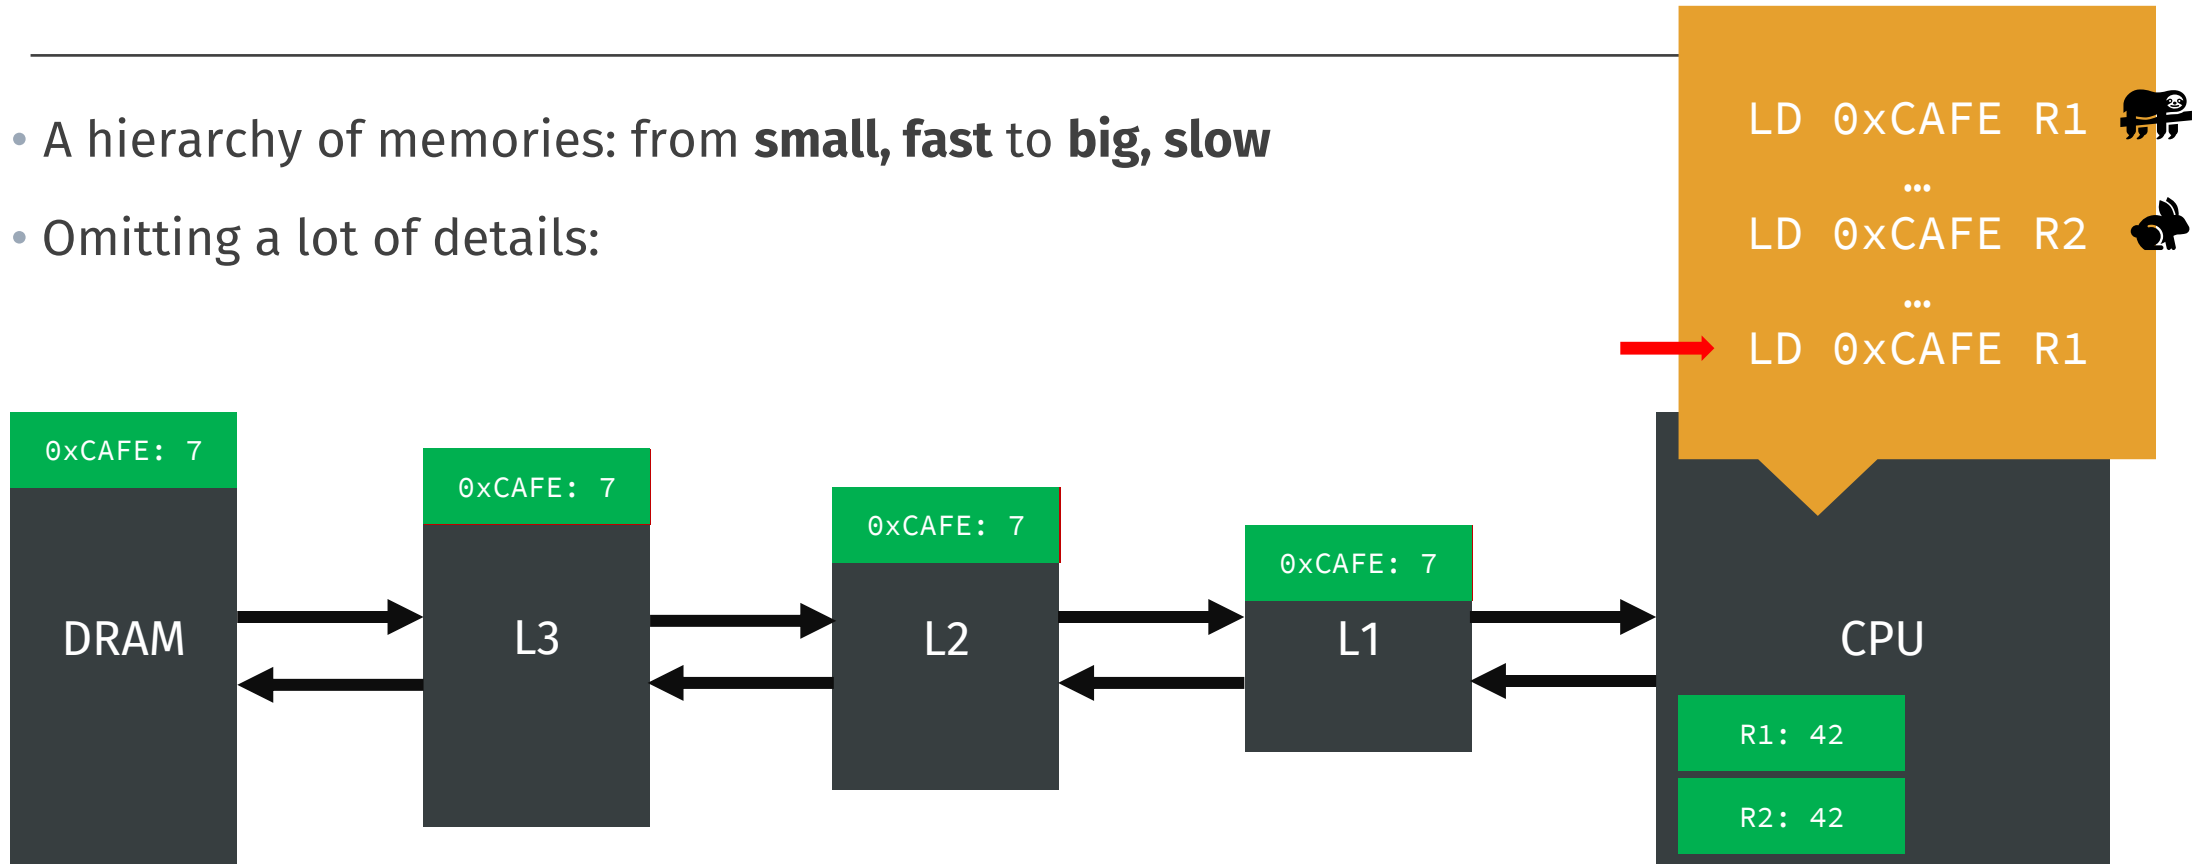 • A hierarchy of memories: from small, fast to big, slow
• Omitting a lot of details:
LD 0xCAFE R1
…
LD 0xCAFE R2
…
LD 0xCAFE R1
0xCAFE: 7
DRAM
0xCAFE: 7
L3
0xCAFE: 7
L2
0xCAFE: 7
L1
CPU
R1: 42
R2: 42